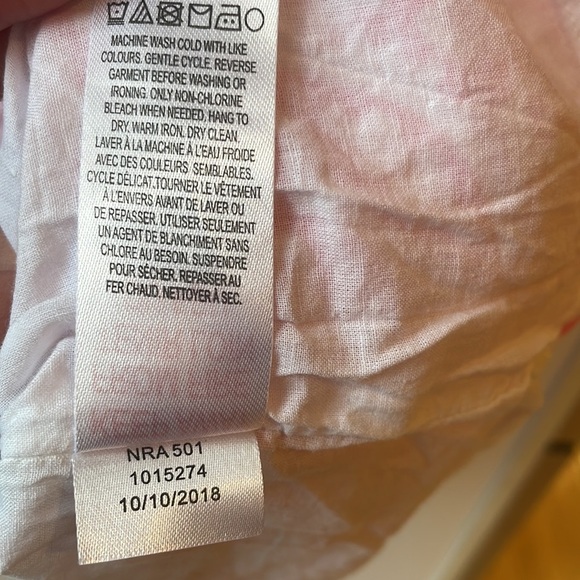 MACHINE WASH COLD WITH LIKE
COLOURS. GENTLE CYCLE. REVERSE
GARMENT BEFORE WASHING OR
IRONING. ONLY NON-CHLORINE
BLEACH WHEN NEEDED. HANG TO
DRY. WARM IRON. DRY CLEAN.
LAVER À LA MACHINE À L'EAU FROIDE
AVEC DES COULEURS SEMBLABLES.
CYCLE DÉLICAT.TOURNER LE VÊTEMENT
À L'ENVERS AVANT DE LAVER OU
DE REPASSER. UTILISER SEULEMENT
UN AGENT DE BLANCHIMENT SANS
CHLORE AU BESOIN. SUSPENDRE
POUR SÉCHER. REPASSER AU
FER CHAUD. NETTOYER À SEC.
NRA 501
1015274
10/10/2018